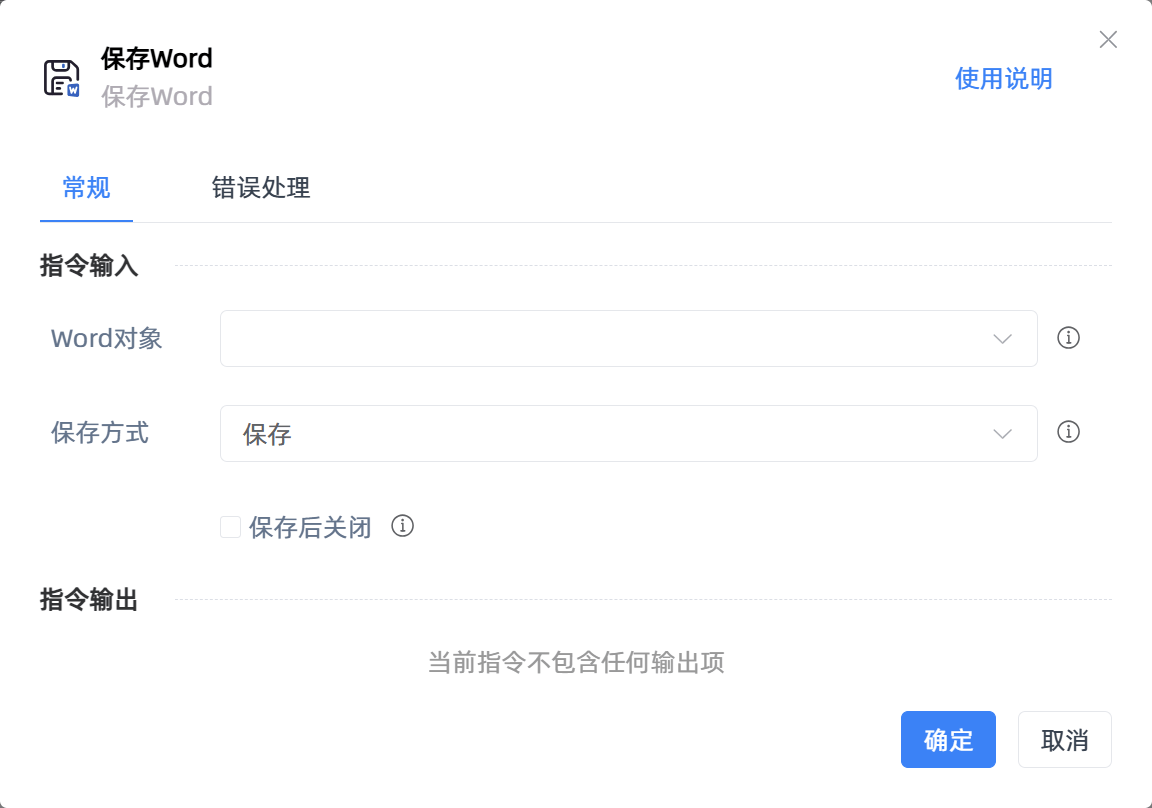 保存Word
保存Word
使用说明
常规
错误处理
指令输入
Word对象
保存方式
保存
保存后关闭
指令输出
当前指令不包含任何输出项
确定
取消